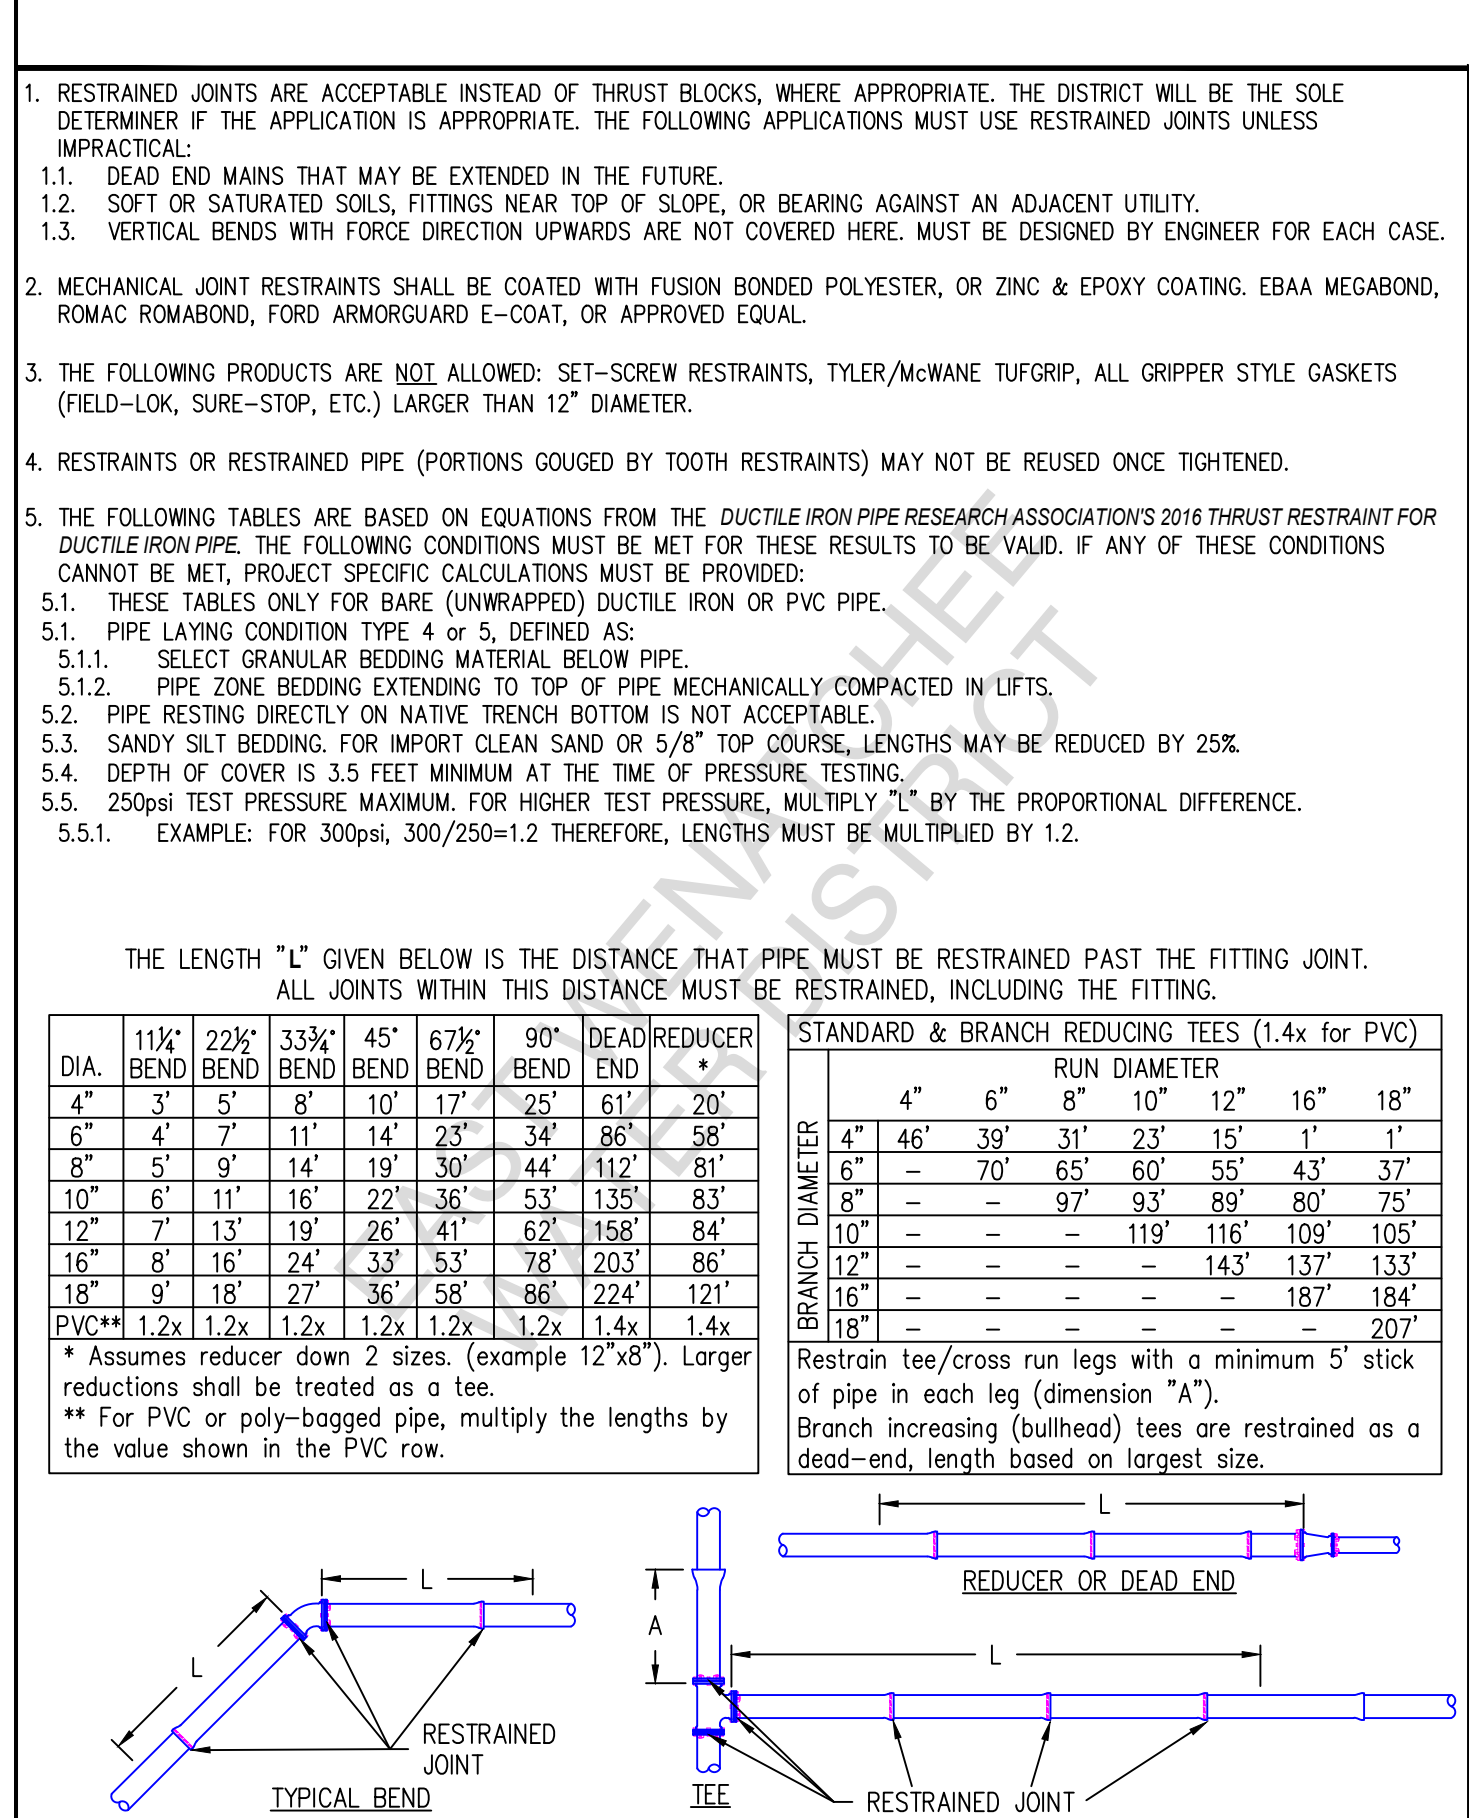 1. RESTRAINED JOINTS ARE ACCEPTABLE INSTEAD OF THRUST BLOCKS, WHERE APPROPRIATE. THE DISTRICT WILL BE THE SOLE
DETERMINER IF THE APPLICATION IS APPROPRIATE. THE FOLLOWING APPLICATIONS MUST USE RESTRAINED JOINTS UNLESS
IMPRACTICAL:
1.1. DEAD END MAINS THAT MAY BE EXTENDED IN THE FUTURE.
1.2. SOFT OR SATURATED SOILS, FITTINGS NEAR TOP OF SLOPE, OR BEARING AGAINST AN ADJACENT UTILITY.
1.3. VERTICAL BENDS WITH FORCE DIRECTION UPWARDS ARE NOT COVERED HERE. MUST BE DESIGNED BY ENGINEER FOR EACH CASE.
2. MECHANICAL JOINT RESTRAINTS SHALL BE COATED WITH FUSION BONDED POLYESTER, OR ZINC & EPOXY COATING. EBAA MEGABOND,
ROMAC ROMABOND, FORD ARMORGUARD E-COAT, OR APPROVED EQUAL.
3. THE FOLLOWING PRODUCTS ARE NOT ALLOWED: SET-SCREW RESTRAINTS, TYLER/McWANE TUFGRIP, ALL GRIPPER STYLE GASKETS
(FIELD-LOK, SURE-STOP, ETC.) LARGER THAN 12" DIAMETER.
4. RESTRAINTS OR RESTRAINED PIPE (PORTIONS GOUGED BY TOOTH RESTRAINTS) MAY NOT BE REUSED ONCE TIGHTENED.
5. THE FOLLOWING TABLES ARE BASED ON EQUATIONS FROM THE DUCTILE IRON PIPE RESEARCH ASSOCIATION'S 2016 THRUST RESTRAINT FOR
DUCTILE IRON PIPE. THE FOLLOWING CONDITIONS MUST BE MET FOR THESE RESULTS TO BE VALID. IF ANY OF THESE CONDITIONS
CANNOT BE MET, PROJECT SPECIFIC CALCULATIONS MUST BE PROVIDED:
5.1. THESE TABLES ONLY FOR BARE (UNWRAPPED) DUCTILE IRON OR PVC PIPE.
5.1. PIPE LAYING CONDITION TYPE 4 or 5, DEFINED AS:
5.1.1. SELECT GRANULAR BEDDING MATERIAL BELOW PIPE.
5.1.2. PIPE ZONE BEDDING EXTENDING TO TOP OF PIPE MECHANICALLY COMPACTED IN LIFTS.
5.2. PIPE RESTING DIRECTLY ON NATIVE TRENCH BOTTOM IS NOT ACCEPTABLE.
5.3. SANDY SILT BEDDING. FOR IMPORT CLEAN SAND OR 5/8" TOP COURSE, LENGTHS MAY BE REDUCED BY 25%.
5.4. DEPTH OF COVER IS 3.5 FEET MINIMUM AT THE TIME OF PRESSURE TESTING.
5.5. 250psi TEST PRESSURE MAXIMUM. FOR HIGHER TEST PRESSURE, MULTIPLY "L" BY THE PROPORTIONAL DIFFERENCE.
5.5.1. EXAMPLE: FOR 300psi, 300/250=1.2 THEREFORE, LENGTHS MUST BE MULTIPLIED BY 1.2.
EAST WENATCHEE
WATER DISTRICT
THE LENGTH "L" GIVEN BELOW IS THE DISTANCE THAT PIPE MUST BE RESTRAINED PAST THE FITTING JOINT.
ALL JOINTS WITHIN THIS DISTANCE MUST BE RESTRAINED, INCLUDING THE FITTING.
DIA. 11¼° BEND 22½° BEND 33¾° BEND 45° BEND 67½° BEND 90° BEND DEAD END REDUCER *
4" 3' 5' 8' 10' 17' 25' 61' 20'
6" 4' 7' 11' 14' 23' 34' 86' 58'
8" 5' 9' 14' 19' 30' 44' 112' 81'
10" 6' 11' 16' 22' 36' 53' 135' 83'
12" 7' 13' 19' 26' 41' 62' 158' 84'
16" 8' 16' 24' 33' 53' 78' 203' 86'
18" 9' 18' 27' 36' 58' 86' 224' 121'
PVC** 1.2x 1.2x 1.2x 1.2x 1.2x 1.2x 1.4x 1.4x
* Assumes reducer down 2 sizes. (example 12"x8"). Larger
reductions shall be treated as a tee.
** For PVC or poly-bagged pipe, multiply the lengths by
the value shown in the PVC row.
STANDARD & BRANCH REDUCING TEES (1.4x for PVC)
RUN DIAMETER
4" 6" 8" 10" 12" 16" 18"
BRANCH DIAMETER
4" 46' 39' 31' 23' 15' 1' 1'
6" - 70' 65' 60' 55' 43' 37'
8" - - 97' 93' 89' 80' 75'
10" - - - 119' 116' 109' 105'
12" - - - - 143' 137' 133'
16" - - - - - 187' 184'
18" - - - - - - 207'
Restrain tee/cross run legs with a minimum 5' stick
of pipe in each leg (dimension "A").
Branch increasing (bullhead) tees are restrained as a
dead-end, length based on largest size.
L
L
RESTRAINED
JOINT
TYPICAL BEND
A
TEE
L
REDUCER OR DEAD END
L
RESTRAINED JOINT